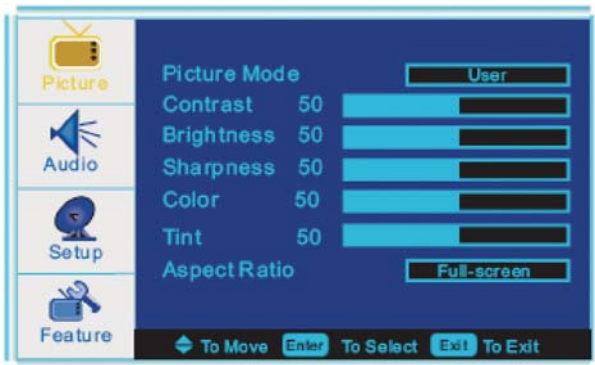 Picture
Audio
Setup
Feature
Picture Mode User
Contrast 50
Brightness 50
Sharpness 50
Color 50
Tint 50
Aspect Ratio Full-screen
To Move Enter To Select Exit To Exit